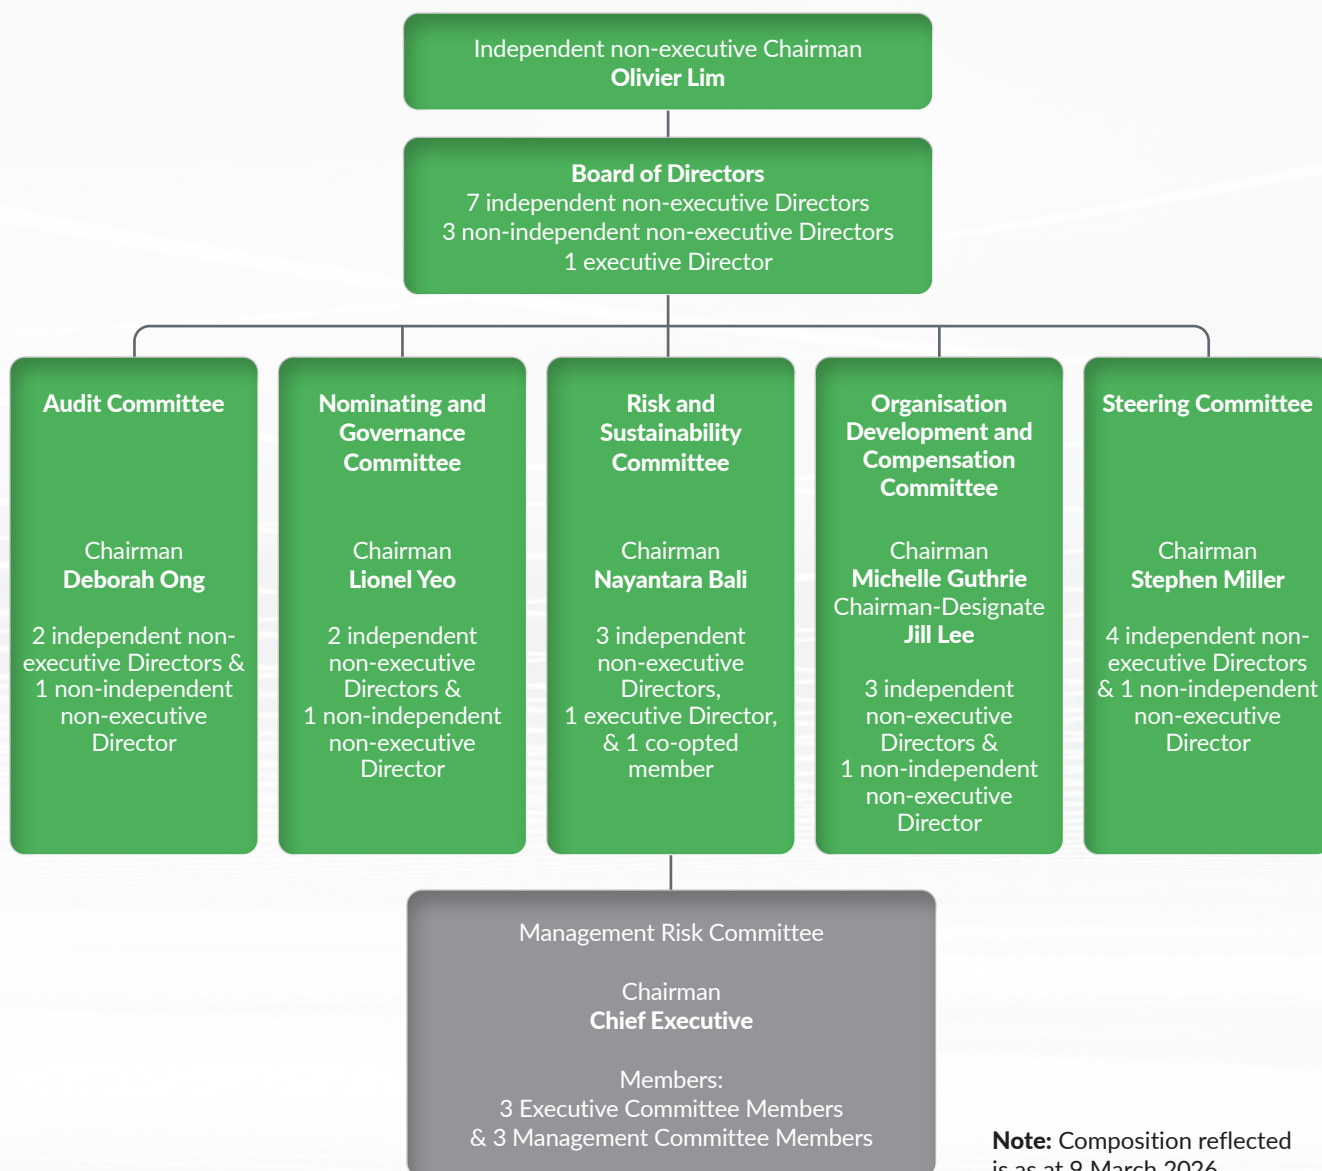 Independent non-executive Chairman
Olivier Lim
Board of Directors
7 independent non-executive Directors
3 non-independent non-executive Directors
1 executive Director
Audit Committee
Chairman
Deborah Ong
2 independent non-
executive Directors &
1 non-independent
non-executive
Director
Nominating and
Governance
Committee
Chairman
Lionel Yeo
2 independent
non-executive
Directors &
1 non-independent
non-executive
Director
Risk and
Sustainability
Committee
Chairman
Nayantara Bali
3 independent
non-executive
Directors,
1 executive Director,
& 1 co-opted
member
Organisation
Development and
Compensation
Committee
Chairman
Michelle Guthrie
Chairman-Designate
Jill Lee
3 independent
non-executive
Directors &
1 non-independent
non-executive
Director
Steering Committee
Chairman
Stephen Miller
4 independent non-
executive Directors
& 1 non-independent
non-executive
Director
Management Risk Committee
Chairman
Chief Executive
Members:
3 Executive Committee Members
& 3 Management Committee Members
Note: Composition reflected
is as at 9 March 2026